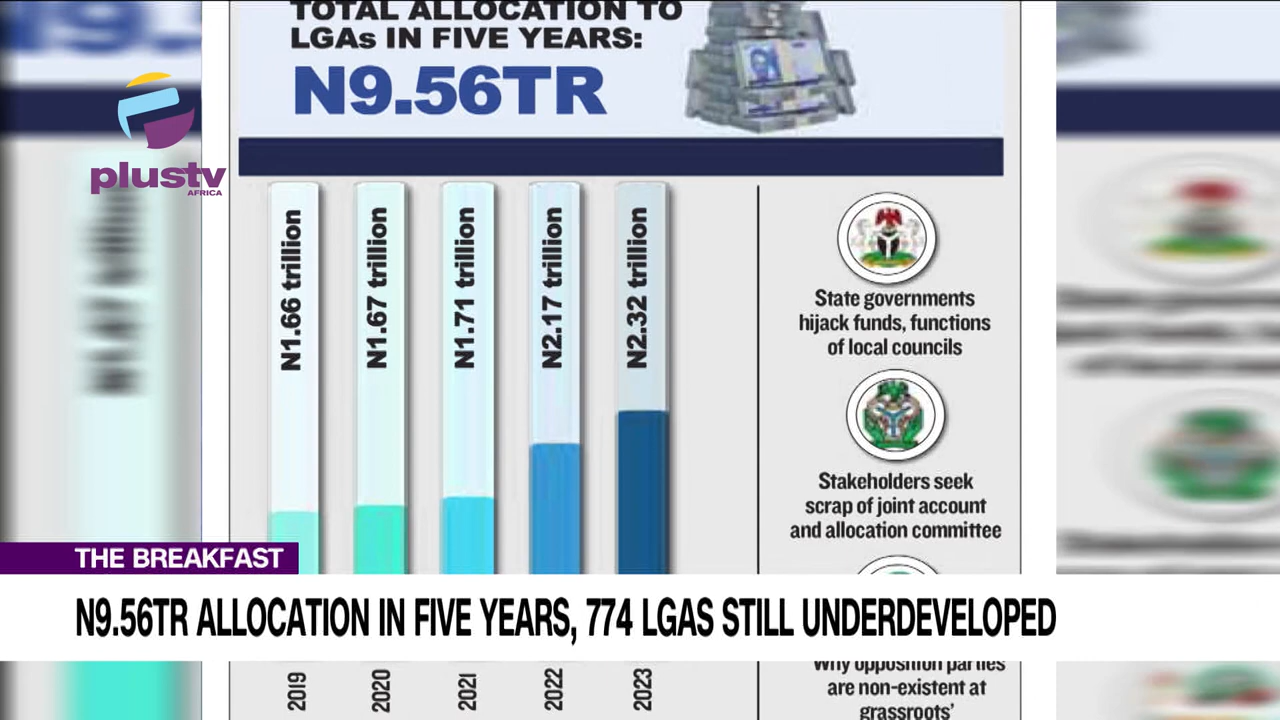 TOTAL ALLOCATION TO
LGAs IN FIVE YEARS:
N9.56TR
plustv
AFRICA
N1.66 trillion
N1.67 trillion
N1.71 trillion
N2.17 trillion
N2.32 trillion
State governments
hijack funds, functions
of local councils
Stakeholders seek
scrap of joint account
and allocation committee
THE BREAKFAST
N9.56TR ALLOCATION IN FIVE YEARS, 774 LGAS STILL UNDERDEVELOPED
Why opposition parties
are non-existent at
grassroots’
2019
2020
2021
2022
2023